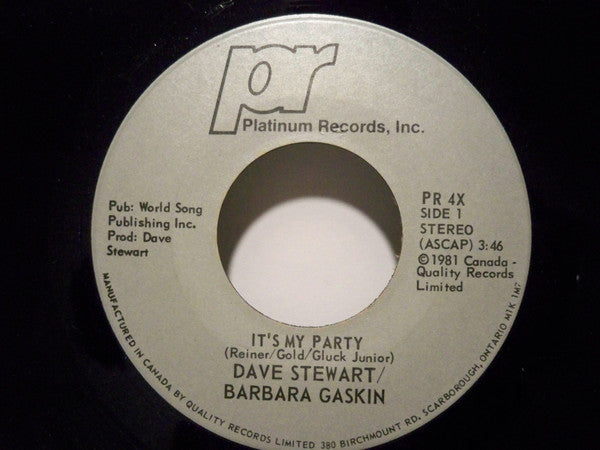 pr
Platinum Records, Inc.
Pub: World Song
Publishing Inc.
Prod: Dave
Stewart
PR 4X
SIDE 1
STEREO
(ASCAP) 3:46
©1981 Canada -
Quality Records
Limited
IT'S MY PARTY
(Reiner/Gold/Gluck Junior)
DAVE STEWART/
BARBARA GASKIN
MANUFACTURED IN CANADA BY QUALITY RECORDS LIMITED 380 BIRCHMOUNT RD. SCARBOROUGH, ONTARIO M1K 1M7